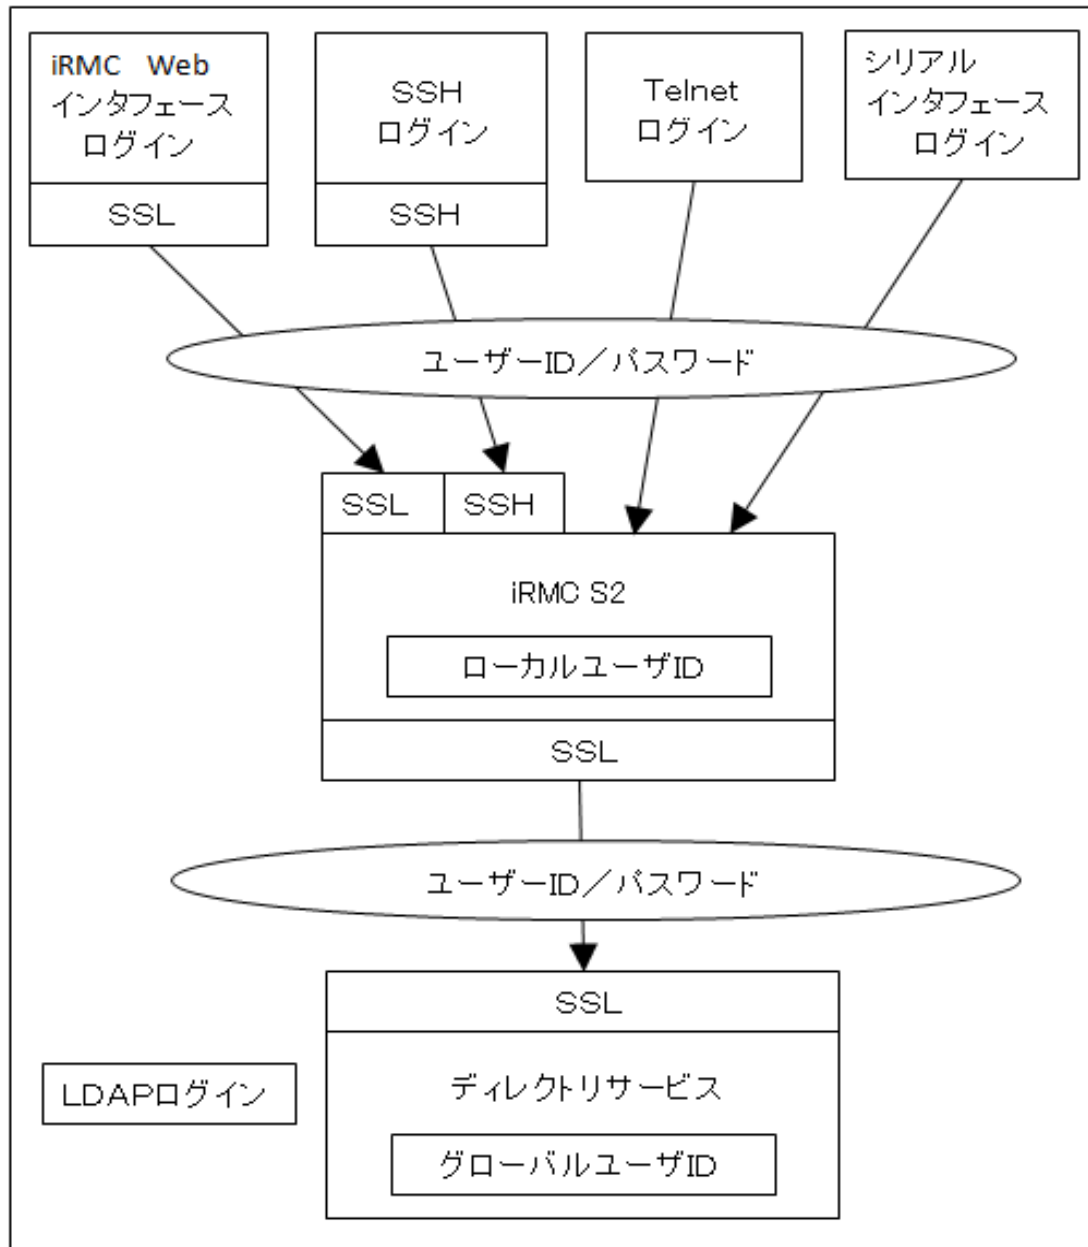 iRMC Web
インタフェース
ログイン
SSL
SSH
ログイン
SSH
Telnet
ログイン
シリアル
インタフェース
ログイン
ユーザーID/パスワード
SSL
SSH
iRMC S2
ローカルユーザID
SSL
ユーザーID/パスワード
SSL
ディレクトリサービス
グローバルユーザID
LDAPログイン